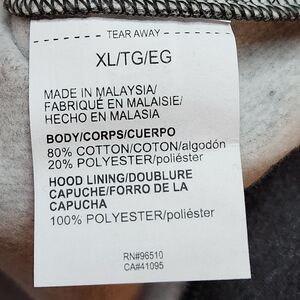 TEAR AWAY
XL/TG/EG
MADE IN MALAYSIA/
FABRIQUÉ EN MALAISIE/
HECHO EN MALASIA
BODY/CORPS/CUERPO
80% COTTON/COTON/algodón
20% POLYESTER/poliéster
HOOD LINING/DOUBLURE
CAPUCHE/FORRO DE LA
CAPUCHA
100% POLYESTER/poliéster
RN#96510
CA#41095